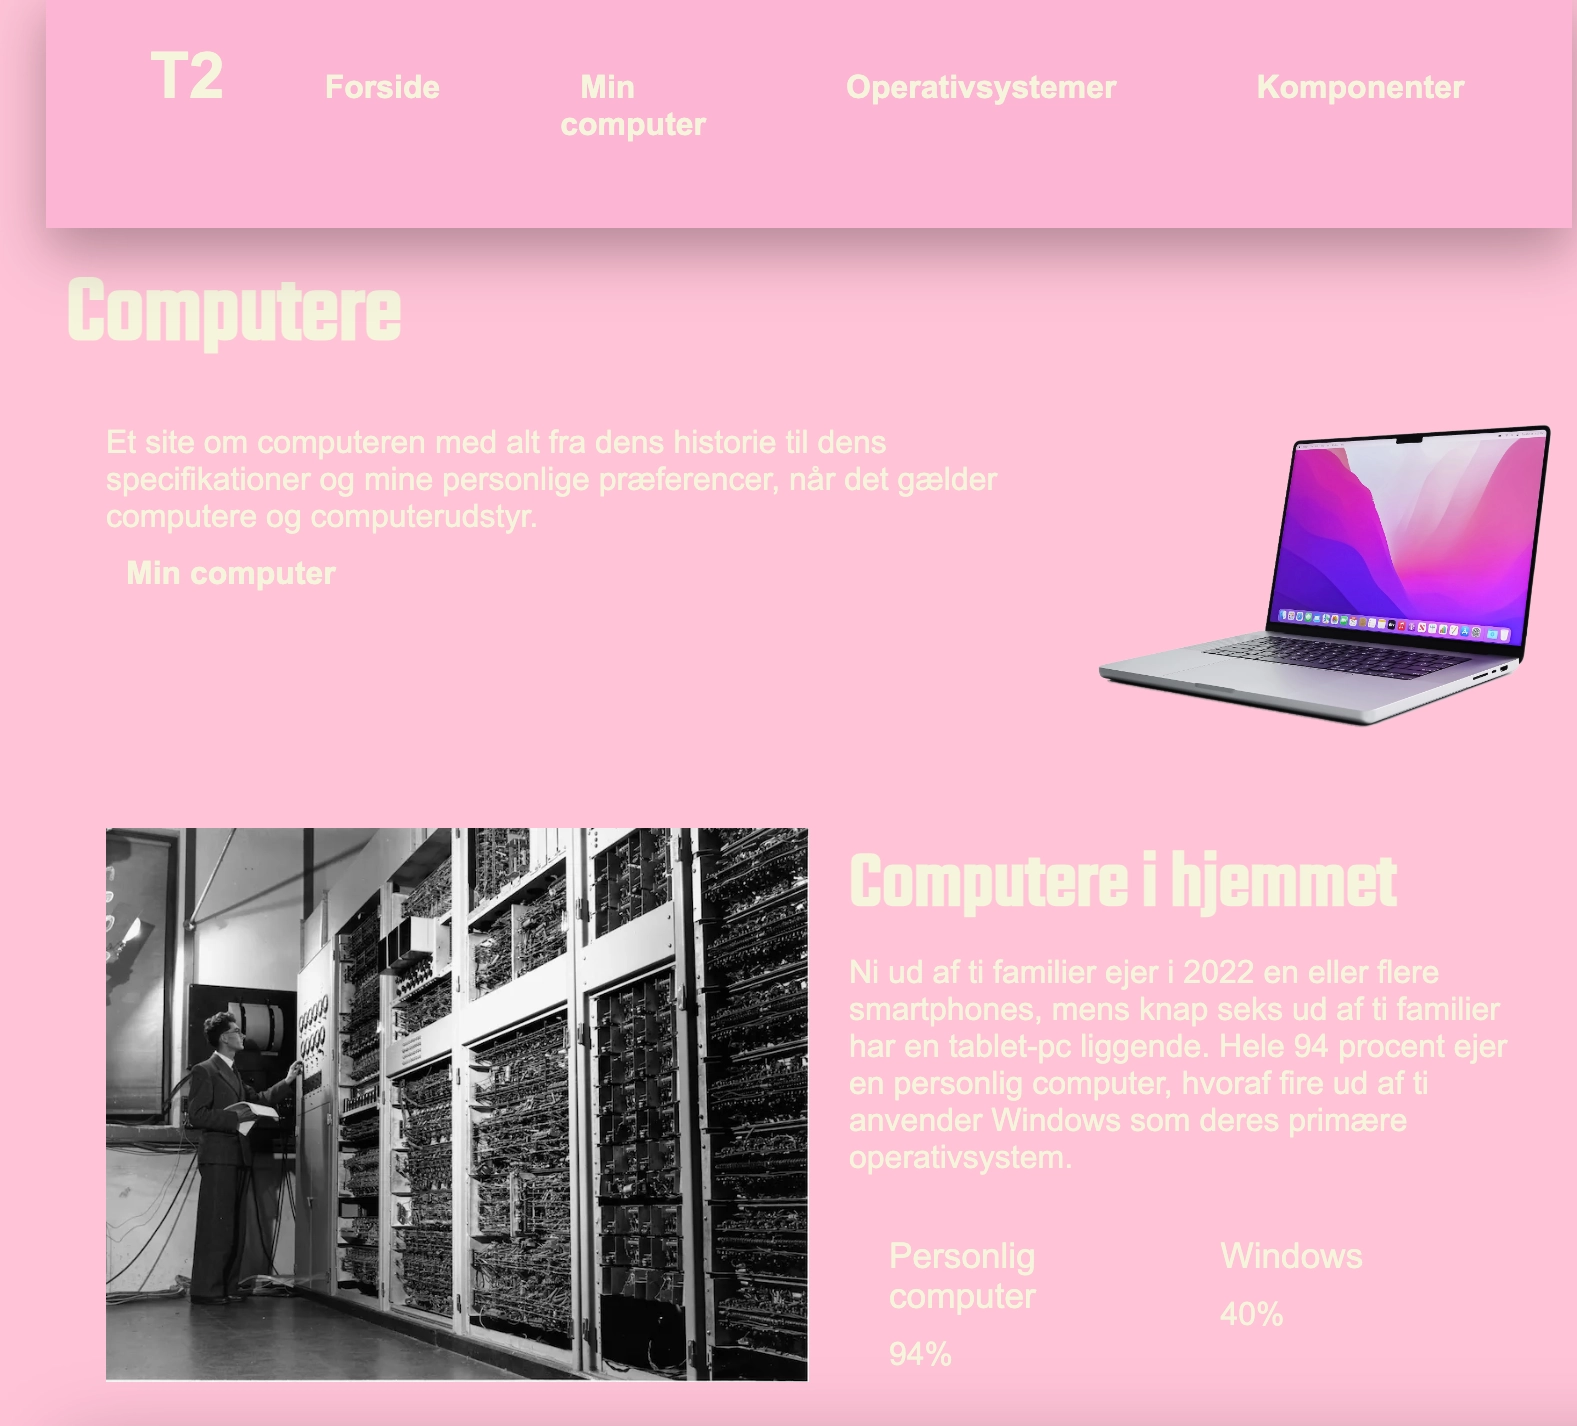 T2
Forside
Min
computer
Operativsystemer
Komponenter
Computere
Et site om computeren med alt fra dens historie til dens
specifikationer og mine personlige præferencer, når det gælder
computere og computerudstyr.
Min computer
Computere i hjemmet
Ni ud af ti familier ejer i 2022 en eller flere
smartphones, mens knap seks ud af ti familier
har en tablet-pc liggende. Hele 94 procent ejer
en personlig computer, hvoraf fire ud af ti
anvender Windows som deres primære
operativsystem.
Personlig
computer
94%
Windows
40%